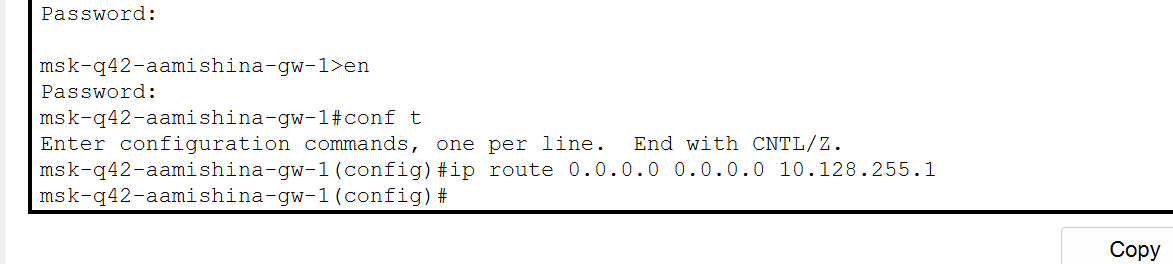 Password:
msk-q42-aamishina-gw-1>en
Password:
msk-q42-aamishina-gw-1#conf t
Enter configuration commands, one per line.  End with CNTL/Z.
msk-q42-aamishina-gw-1(config)#ip route 0.0.0.0 0.0.0.0 10.128.255.1
msk-q42-aamishina-gw-1(config)#
Copy